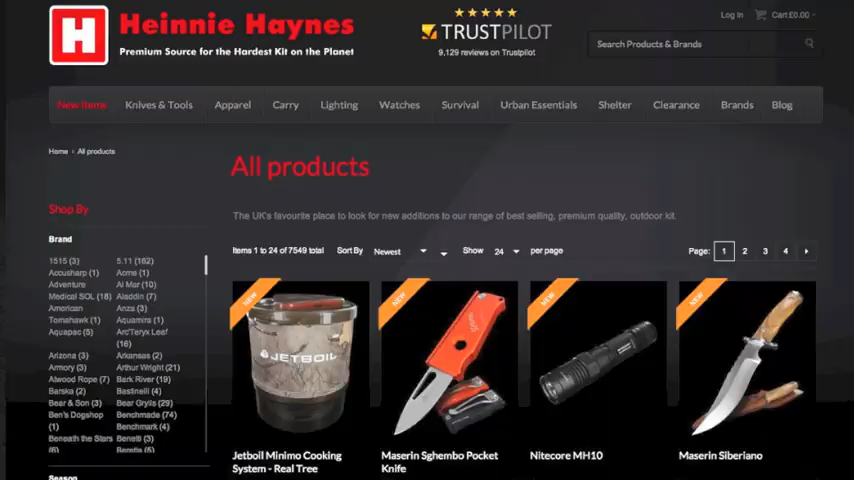 H Heinnie Haynes
Premium Source for the Hardest Kit on the Planet
TRUSTPILOT
9,129 reviews on Trustpilot
Log In Cart £0.00
Search Products & Brands
New Items Knives & Tools Apparel Carry Lighting Watches Survival Urban Essentials Shelter Clearance Brands Blog
Home All products
All products
Shop By
The UK's favourite place to look for new additions to our range of best selling, premium quality, outdoor kit.
Brand
Items 1 to 24 of 7549 total Sort By Newest Show 24 per page Page: 1 2 3 4
1515 (3) 5.11 (162)
Accusharp (1) Acme (1)
Adventure Al Mar (10)
Medical SOL (18) Aladdin (7)
American Anza (3)
Tomahawk (1) Aquamira (1)
Aquapac (5) Arc'Teryx Leaf
(16)
Arizona (3) Arkansas (2)
Armory (3) Arthur Wright (21)
Atwood Rope (7) Bark River (19)
Barska (2) Bastinelli (4)
Bear & Son (3) Bear Grylls (29)
Ben's Dogshop Benchmade (74)
(1) Benchmark (4)
Beneath the Stars Benetti (3)
NEW NEW NEW NEW
JETBOIL
Jetboil Minimo Cooking
System - Real Tree
Maserin Sghembo Pocket
Knife
Nitecore MH10
Maserin Siberiano
Season